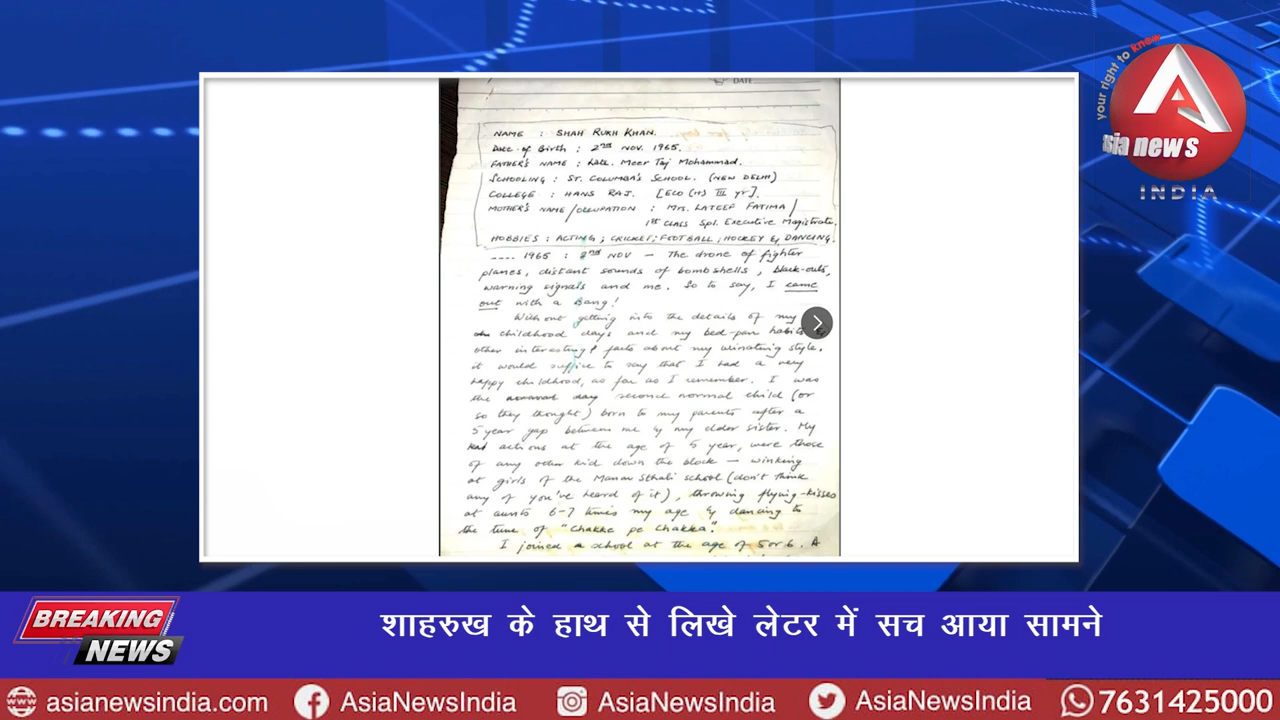 DATE
NAME : SHAH RUKH KHAN.
Date of Birth : 2nd NOV. 1965.
FATHER'S NAME : Late. Meer Taj Mohammad.
SCHOOLING : ST. COLUMBA'S SCHOOL. (NEW DELHI)
COLLEGE : HANS RAJ. [ECO (H) III yr].
MOTHER'S NAME / OCCUPATION : Mrs. LATEEF FATIMA /
1st CLASS Spl. Executive Magistrate.
HOBBIES : ACTING ; CRICKET ; FOOTBALL ; HOCKEY & DANCING.
---- 1965 : 2nd NOV — The drone of fighter
planes, distant sounds of bombshells, black-outs,
warning signals and me. So to say, I came
out with a Bang!
Without getting into the details of my
childhood days and my bed-pan habits &
other interesting? facts about my urinating style,
it would suffice to say that I had a very
happy childhood, as far as I remember. I was
the second normal child (or
so they thought) born to my parents after a
5 year gap between me & my elder sister. My
actions at the age of 5 year, were those
of any other kid down the block — winking
at girls of the Manav Sthali school (don't think
any of you've heard of it), throwing flying-kisses
at aunts 6-7 times my age & dancing to
the tune of "Chakke pe Chakka".
I joined a school at the age of 5 or 6. A
your right to know
A
asia news
INDIA
BREAKING
NEWS
शाहरुख के हाथ से लिखे लेटर में सच आया सामने
asianewsindia.com AsiaNewsIndia AsiaNewsIndia AsiaNewsIndia 7631425000